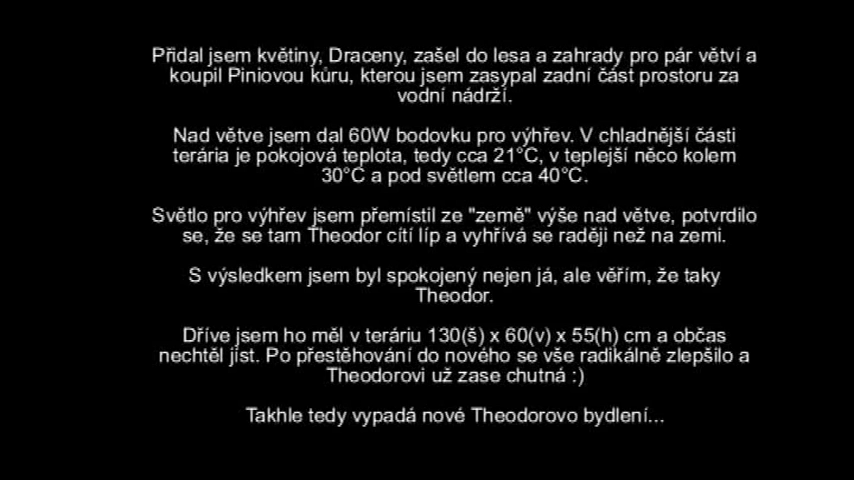 Přidal jsem květiny, Draceny, zašel do lesa a zahrady pro pár větví a
koupil Piniovou kůru, kterou jsem zasypal zadní část prostoru za
vodní nádrží.
Nad větve jsem dal 60W bodovku pro výhřev. V chladnější části
terária je pokojová teplota, tedy cca 21°C, v teplejší něco kolem
30°C a pod světlem cca 40°C.
Světlo pro výhřev jsem přemístil ze "země" výše nad větve, potvrdilo
se, že se tam Theodor cítí líp a vyhřívá se raději než na zemi.
S výsledkem jsem byl spokojený nejen já, ale věřím, že taky
Theodor.
Dříve jsem ho měl v teráriu 130(š) x 60(v) x 55(h) cm a občas
nechtěl jíst. Po přestěhování do nového se vše radikálně zlepšilo a
Theodorovi už zase chutná :)
Takhle tedy vypadá nové Theodorovo bydlení...